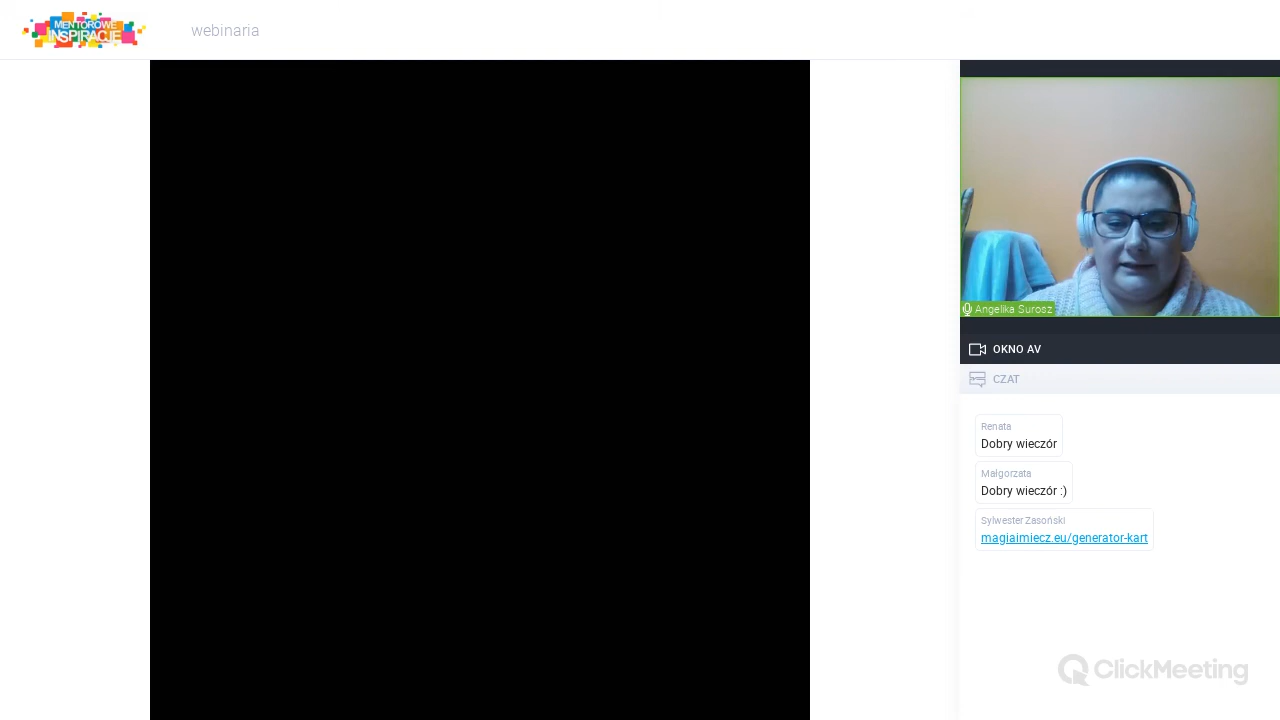 MENTOROWE
INSPIRACJE
webinaria
Angelika Surosz
OKNO AV
CZAT
Renata
Dobry wieczór
Małgorzata
Dobry wieczór :)
Sylwester Zasoński
magiaimiecz.eu/generator-kart
ClickMeeting